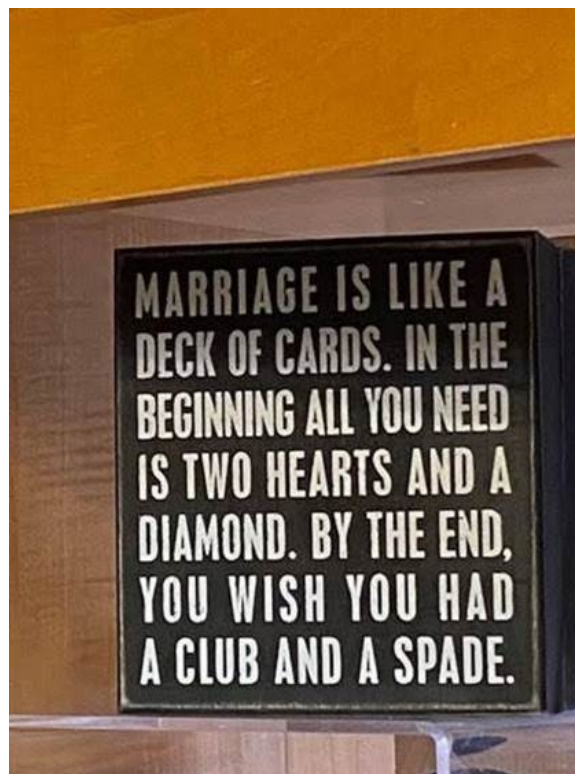 MARRIAGE IS LIKE A
DECK OF CARDS. IN THE
BEGINNING ALL YOU NEED
IS TWO HEARTS AND A
DIAMOND. BY THE END,
YOU WISH YOU HAD
A CLUB AND A SPADE.